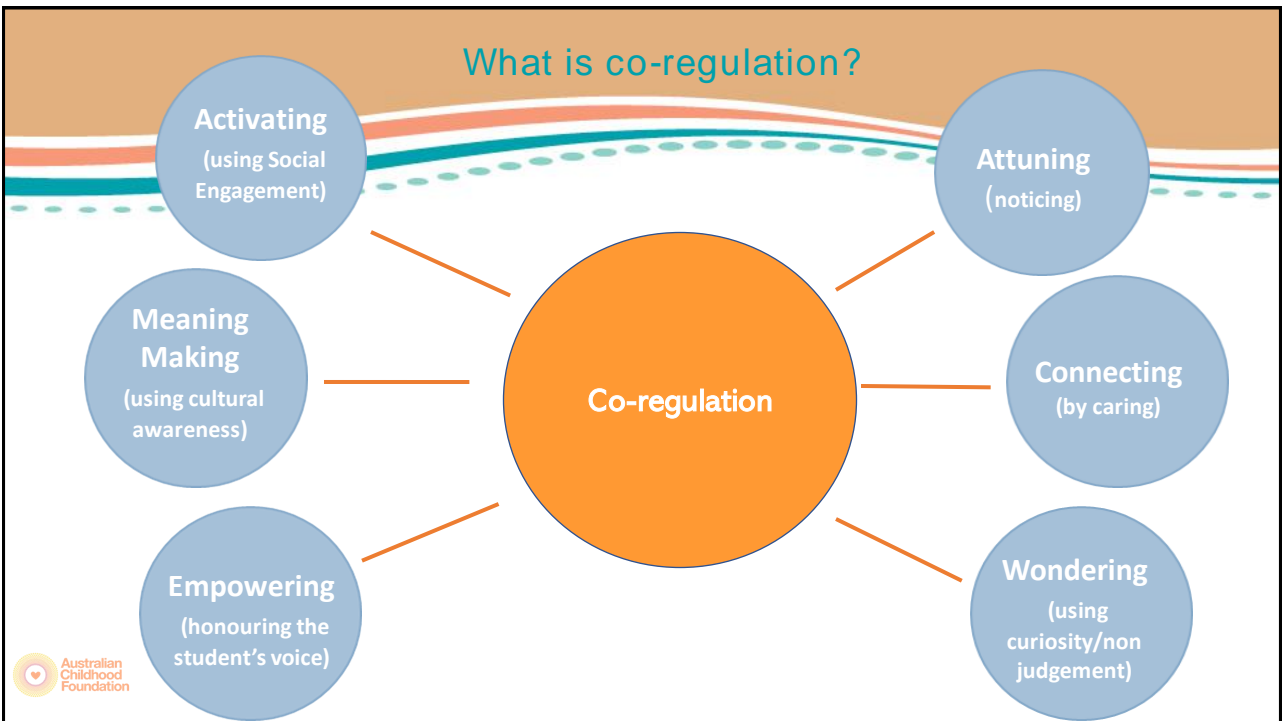 What is co-regulation?
Activating
(using Social
Engagement)
Attuning
(noticing)
Meaning
Making
(using cultural
awareness)
Co-regulation
Connecting
(by caring)
Empowering
(honouring the
student's voice)
Wondering
(using
curiosity/non
judgement)
Australian
Childhood
Foundation